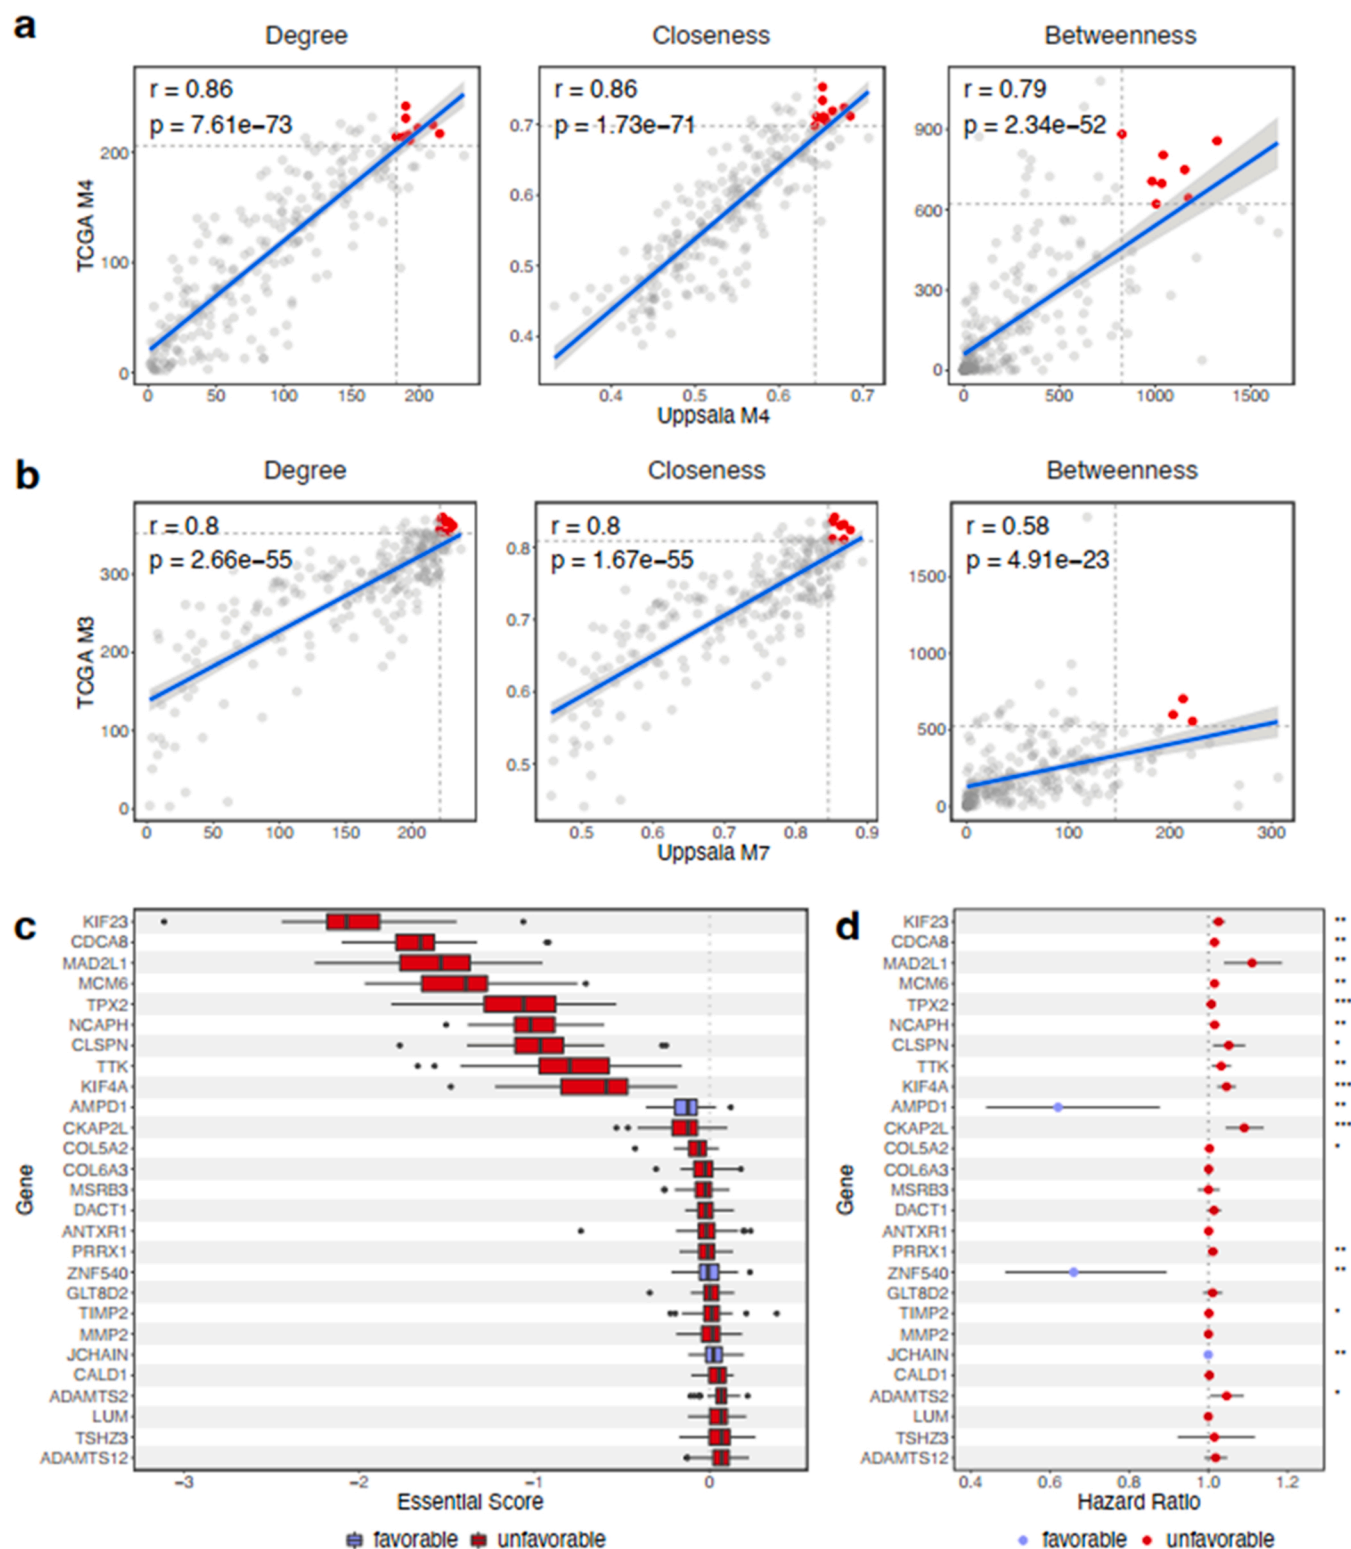 a
Degree
Closeness
Betweenness
r = 0.86
p = 7.61e−73
r = 0.86
p = 1.73e−71
r = 0.79
p = 2.34e−52
TCGA M4
200
100
0
0.7
0.6
0.5
0.4
900
600
300
0
0 50 100 150 200
0.4 0.5 0.6 0.7
0 500 1000 1500
Uppsala M4
b
Degree
Closeness
Betweenness
r = 0.8
p = 2.66e−55
r = 0.8
p = 1.67e−55
r = 0.58
p = 4.91e−23
TCGA M3
300
200
100
0
0.8
0.7
0.6
0.5
1500
1000
500
0
0 50 100 150 200
0.5 0.6 0.7 0.8 0.9
0 100 200 300
Uppsala M7
c
Gene
KIF23
CDCA8
MAD2L1
MCM6
TPX2
NCAPH
CLSPN
TTK
KIF4A
AMPD1
CKAP2L
COL5A2
COL6A3
MSRB3
DACT1
ANTXR1
PRRX1
ZNF540
GLT8D2
TIMP2
MMP2
JCHAIN
CALD1
ADAMTS2
LUM
TSHZ3
ADAMTS12
−3 −2 −1 0
Essential Score
favorable unfavorable
d
Gene
KIF23 **
CDCA8 **
MAD2L1 **
MCM6 **
TPX2 ***
NCAPH **
CLSPN *
TTK **
KIF4A ***
AMPD1 **
CKAP2L ***
COL5A2 *
COL6A3
MSRB3
DACT1
ANTXR1
PRRX1 **
ZNF540 **
GLT8D2
TIMP2 *
MMP2
JCHAIN **
CALD1
ADAMTS2 *
LUM
TSHZ3
ADAMTS12
0.4 0.6 0.8 1.0 1.2
Hazard Ratio
favorable unfavorable